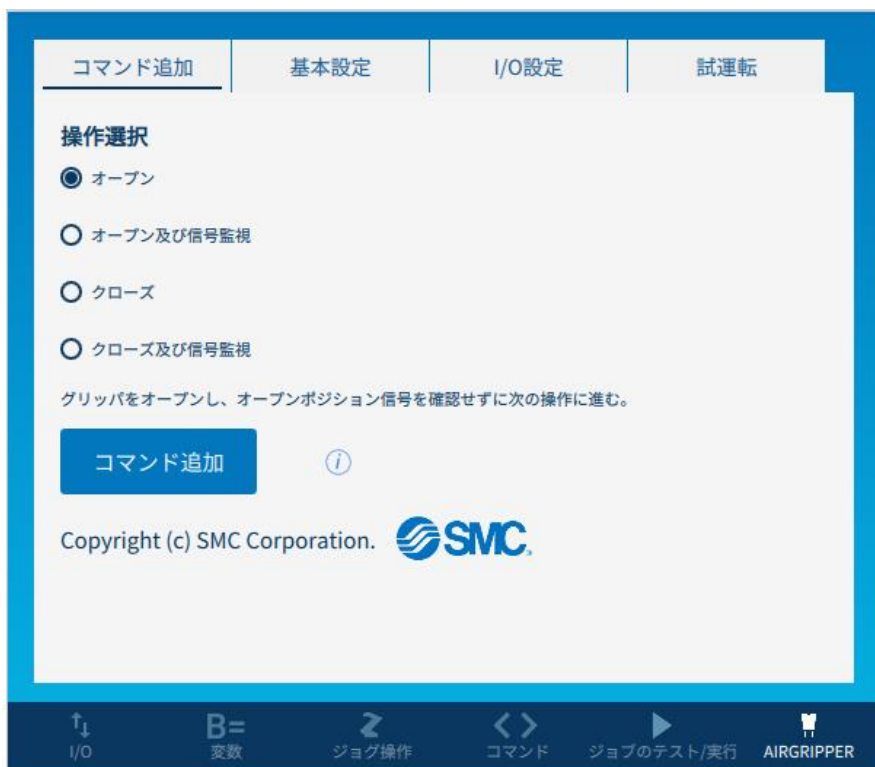 コマンド追加 基本設定 I/O設定 試運転
操作選択
オープン
オープン及び信号監視
クローズ
クローズ及び信号監視
グリッパをオープンし、オープンポジション信号を確認せずに次の操作に進む。
コマンド追加 i
Copyright (c) SMC Corporation. SMC
B=
I/O 変数 ジョグ操作 コマンド ジョブのテスト/実行 AIRGRIPPER